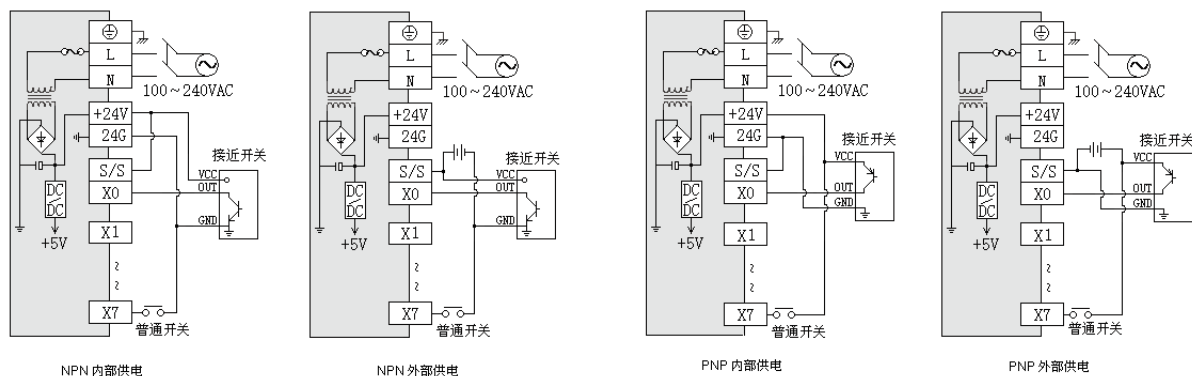 L
N
100～240VAC
+24V
24G
接近开关
S/S
VCC
X0
OUT
DC
DC
GND
+5V
X1
~
~
X7
普通开关
NPN 内部供电
L
N
100～240VAC
+24V
24G
接近开关
S/S
VCC
X0
OUT
DC
DC
GND
+5V
X1
~
~
X7
普通开关
NPN 外部供电
L
N
100～240VAC
+24V
24G
接近开关
VCC
S/S
X0
OUT
DC
DC
GND
+5V
X1
~
~
X7
普通开关
PNP 内部供电
L
N
100～240VAC
+24V
24G
接近开关
VCC
S/S
X0
OUT
DC
DC
GND
+5V
X1
~
~
X7
普通开关
PNP 外部供电